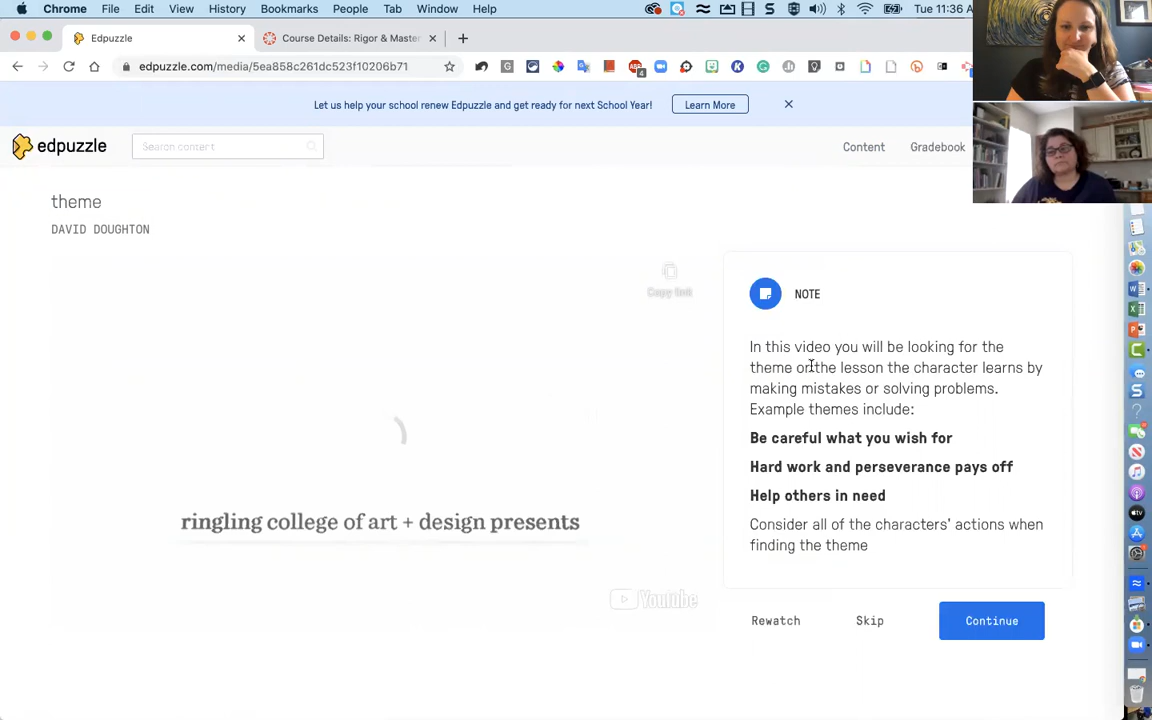 Chrome File Edit View History Bookmarks People Tab Window Help
Tue 11:36 A
Edpuzzle
Course Details: Rigor & Master
edpuzzle.com/media/5ea858c261dc523f10206b71
Let us help your school renew Edpuzzle and get ready for next School Year!
Learn More
edpuzzle
Search content
Content
Gradebook
theme
DAVID DOUGHTON
Copy link
ringling college of art + design presents
YouTube
NOTE
In this video you will be looking for the
theme or the lesson the character learns by
making mistakes or solving problems.
Example themes include:
Be careful what you wish for
Hard work and perseverance pays off
Help others in need
Consider all of the characters' actions when
finding the theme
Rewatch
Skip
Continue